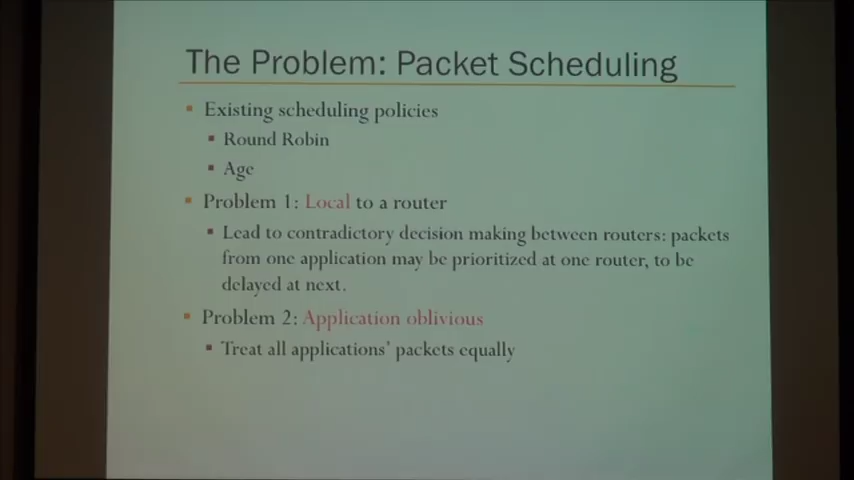 The Problem: Packet Scheduling
▪ Existing scheduling policies
▪ Round Robin
▪ Age
▪ Problem 1: Local to a router
▪ Lead to contradictory decision making between routers: packets
from one application may be prioritized at one router, to be
delayed at next.
▪ Problem 2: Application oblivious
▪ Treat all applications' packets equally